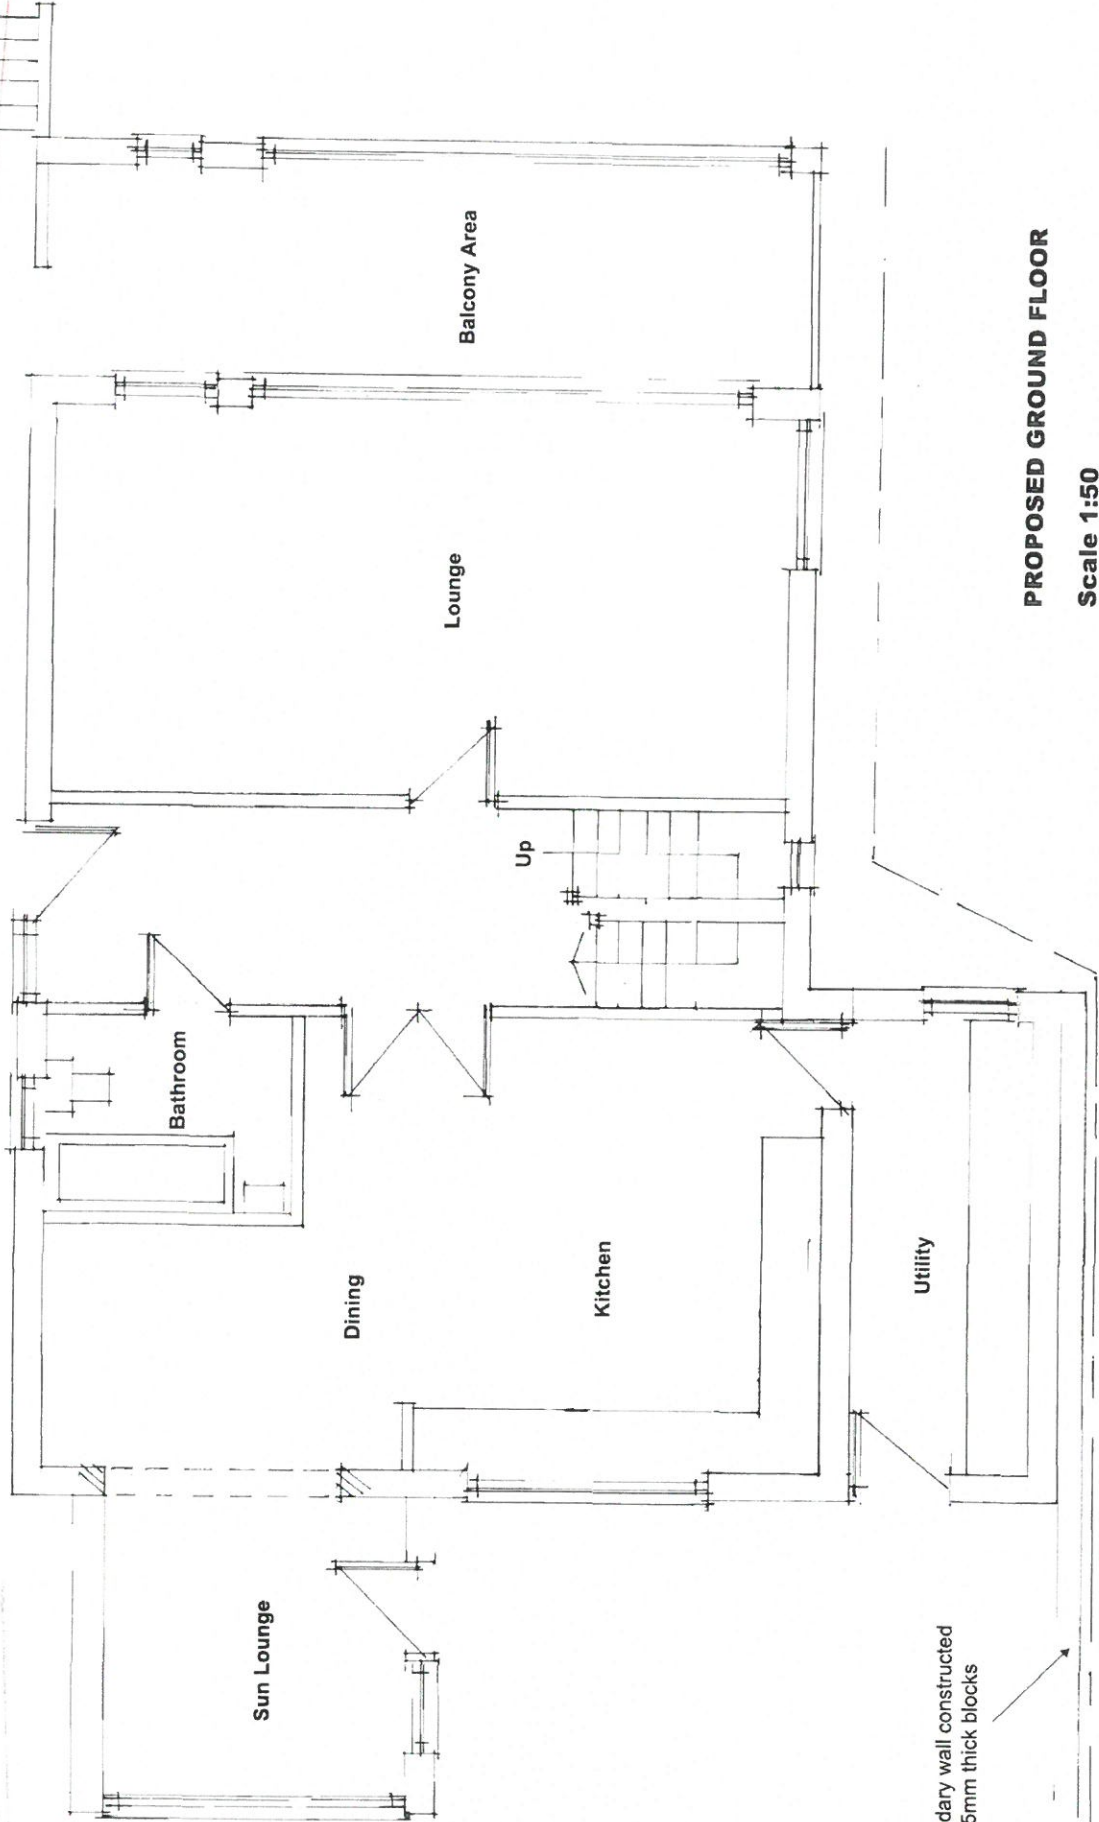 Balcony Area
Lounge
Up
Bathroom
Dining
Kitchen
Utility
Sun Lounge
dary wall constructed
5mm thick blocks
PROPOSED GROUND FLOOR
Scale 1:50